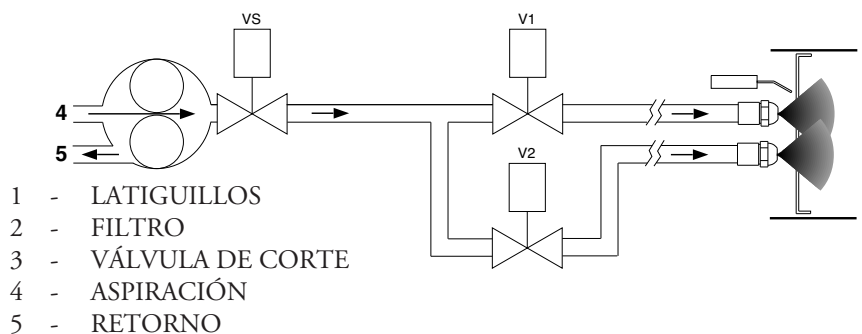 VS
V1
4
5
V2
1 - LATIGUILLOS
2 - FILTRO
3 - VÁLVULA DE CORTE
4 - ASPIRACIÓN
5 - RETORNO